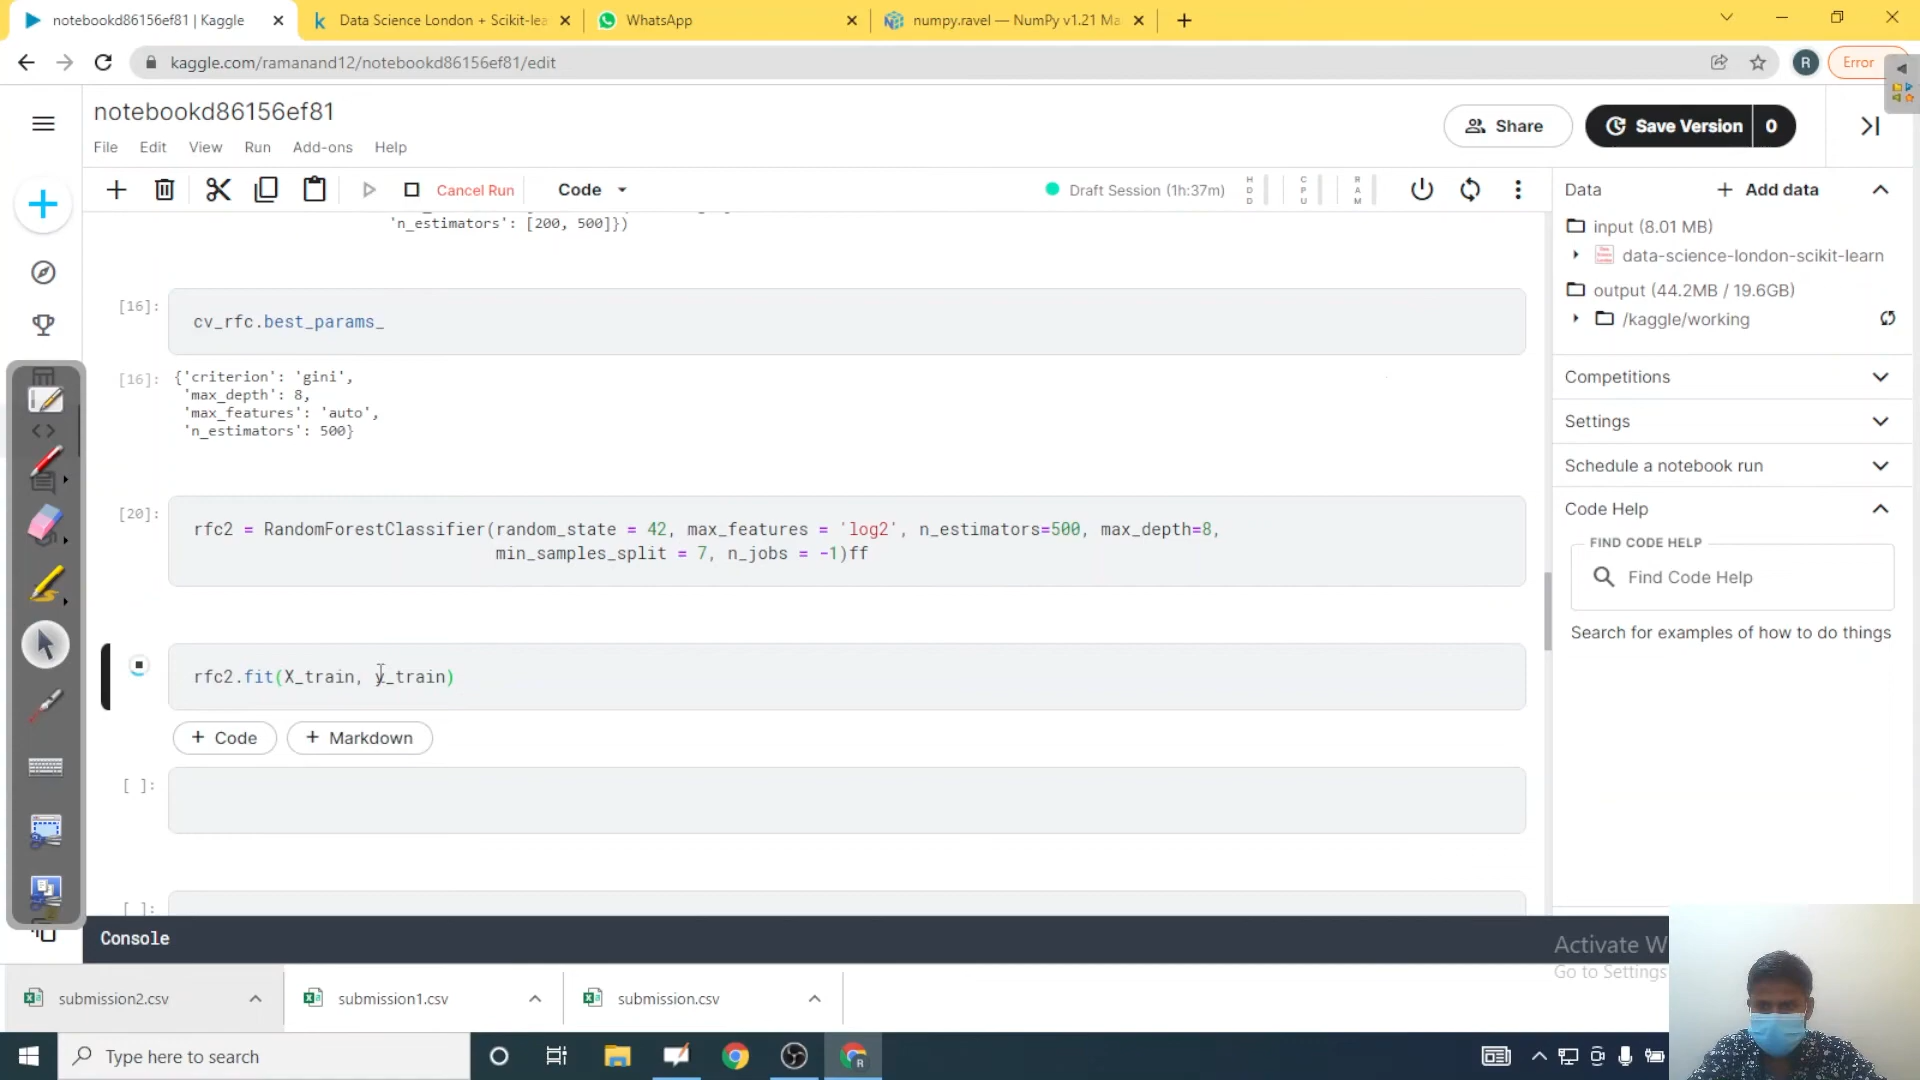 notebookd86156ef81 | Kaggle
Data Science London + Scikit-lea
WhatsApp
numpy.ravel — NumPy v1.21 Ma
kaggle.com/ramanand12/notebookd86156ef81/edit
R
Error
notebookd86156ef81
Share
Save Version
0
File Edit View Run Add-ons Help
Cancel Run
Code
Draft Session (1h:37m)
HDD
CPU
RAM
Data
Add data
input (8.01 MB)
data-science-london-scikit-learn
output (44.2MB / 19.6GB)
/kaggle/working
Competitions
Settings
Schedule a notebook run
Code Help
FIND CODE HELP
Find Code Help
Search for examples of how to do things
'n_estimators': [200, 500]})
[16]:
cv_rfc.best_params_
[16]:
{'criterion': 'gini',
'max_depth': 8,
'max_features': 'auto',
'n_estimators': 500}
[20]:
rfc2 = RandomForestClassifier(random_state = 42, max_features = 'log2', n_estimators=500, max_depth=8,
min_samples_split = 7, n_jobs = -1)ff
rfc2.fit(X_train, y_train)
+ Code
+ Markdown
[ ]:
[ ]:
Console
Activate W
Go to Settings
submission2.csv
submission1.csv
submission.csv
Type here to search